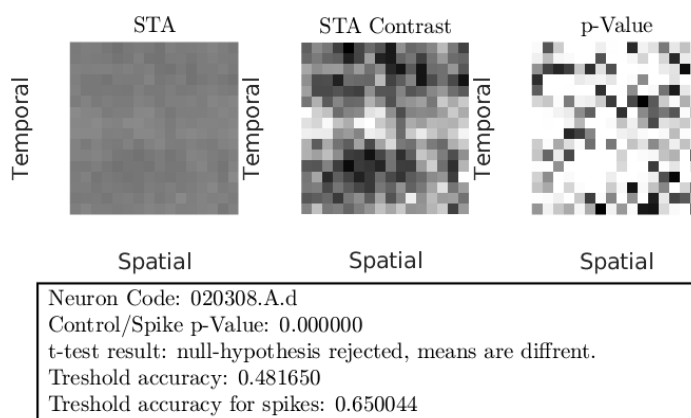 STA
STA Contrast
p-Value
Temporal
Temporal
Temporal
Spatial
Spatial
Spatial
Neuron Code: 020308.A.d
Control/Spike p-Value: 0.000000
t-test result: null-hypothesis rejected, means are diffrent.
Treshold accuracy: 0.481650
Treshold accuracy for spikes: 0.650044